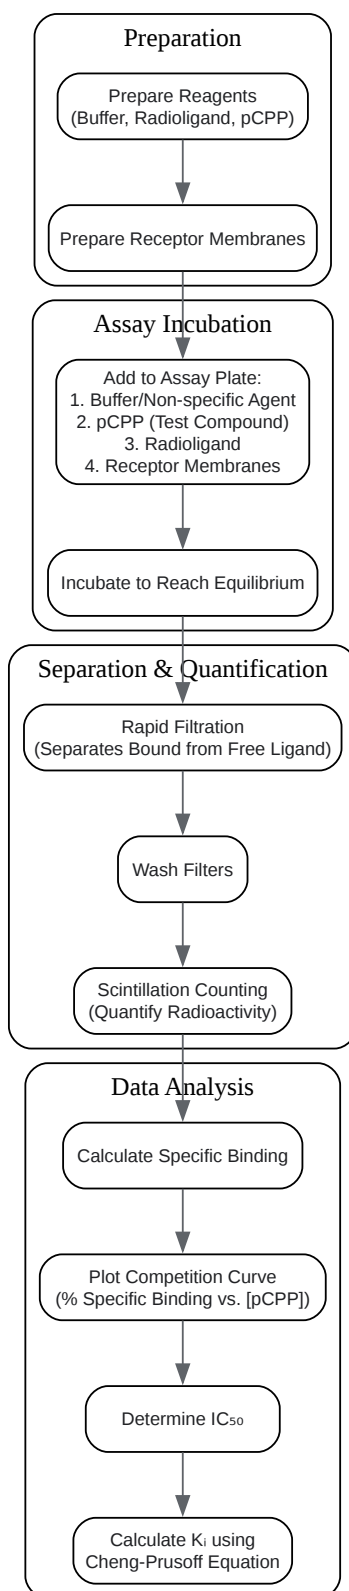 Preparation
Prepare Reagents
(Buffer, Radioligand, pCPP)
Prepare Receptor Membranes
Assay Incubation
Add to Assay Plate:
1. Buffer/Non-specific Agent
2. pCPP (Test Compound)
3. Radioligand
4. Receptor Membranes
Incubate to Reach Equilibrium
Separation & Quantification
Rapid Filtration
(Separates Bound from Free Ligand)
Wash Filters
Scintillation Counting
(Quantify Radioactivity)
Data Analysis
Calculate Specific Binding
Plot Competition Curve
(% Specific Binding vs. [pCPP])
Determine IC₅₀
Calculate Kᵢ using
Cheng-Prusoff Equation